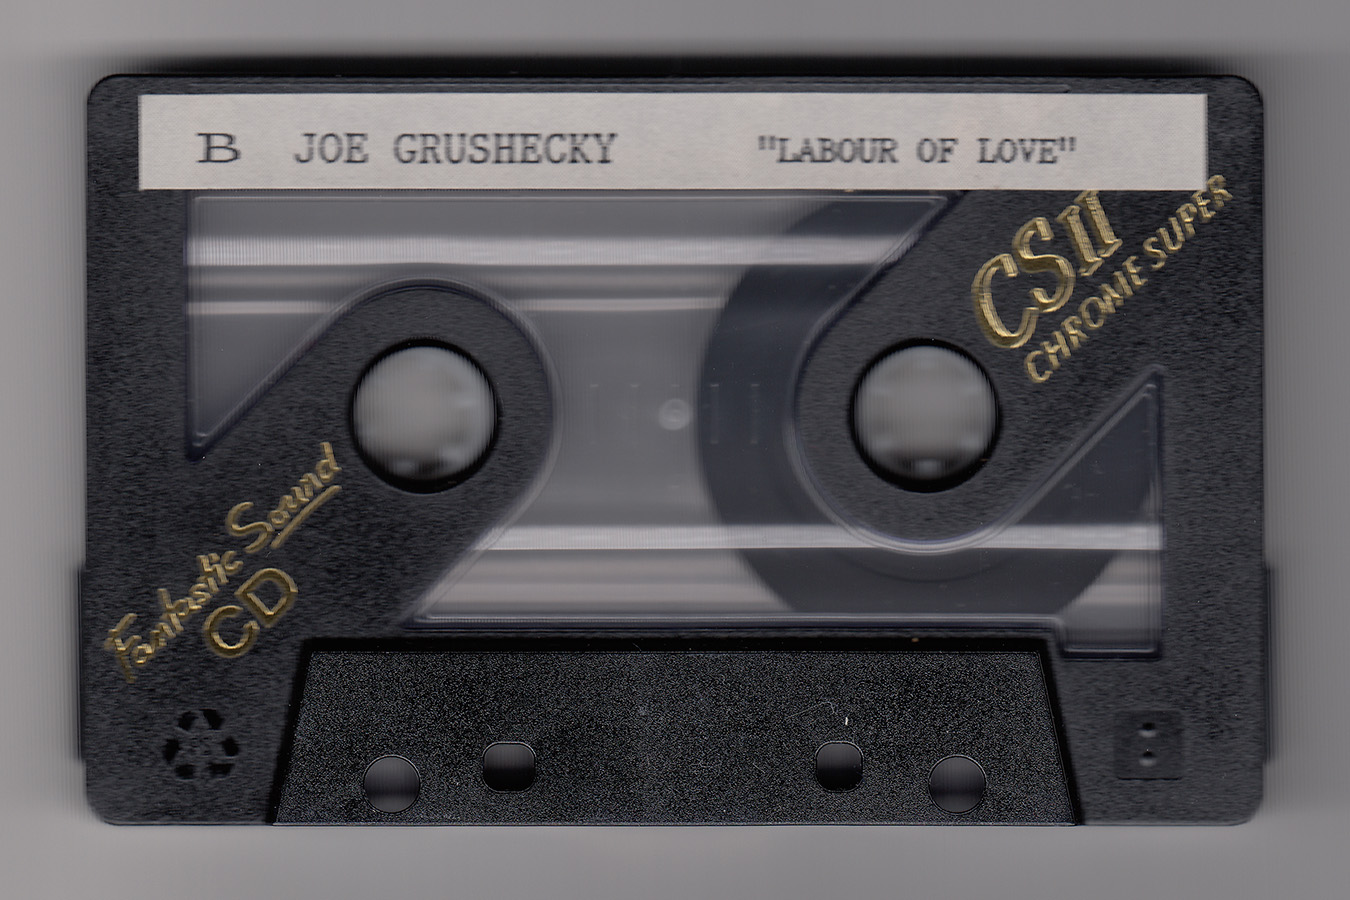 B JOE GRUSHECKY "LABOUR OF LOVE"
CSII
CHROME SUPER
Fantastic Sound
CD